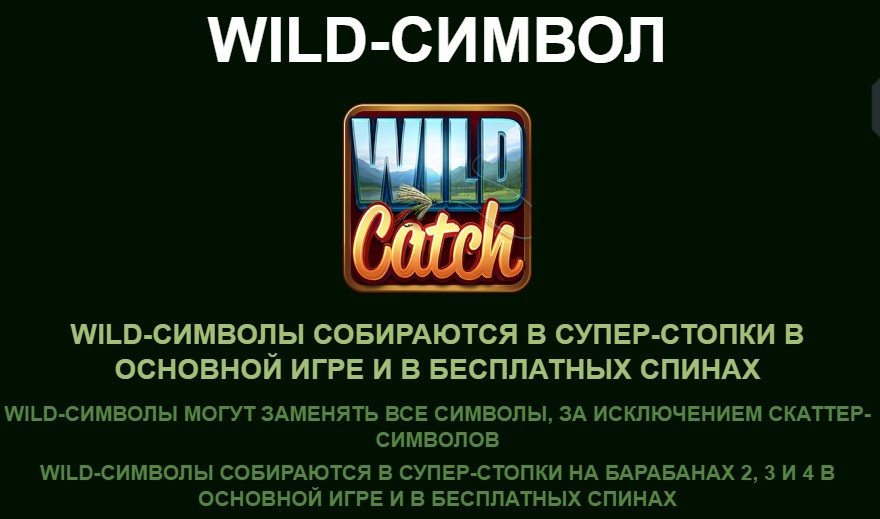 WILD-СИМВОЛ
WILD
Catch
WILD-СИМВОЛЫ СОБИРАЮТСЯ В СУПЕР-СТОПКИ В
ОСНОВНОЙ ИГРЕ И В БЕСПЛАТНЫХ СПИНАХ
WILD-СИМВОЛЫ МОГУТ ЗАМЕНЯТЬ ВСЕ СИМВОЛЫ, ЗА ИСКЛЮЧЕНИЕМ СКАТТЕР-
СИМВОЛОВ
WILD-СИМВОЛЫ СОБИРАЮТСЯ В СУПЕР-СТОПКИ НА БАРАБАНАХ 2, 3 И 4 В
ОСНОВНОЙ ИГРЕ И В БЕСПЛАТНЫХ СПИНАХ